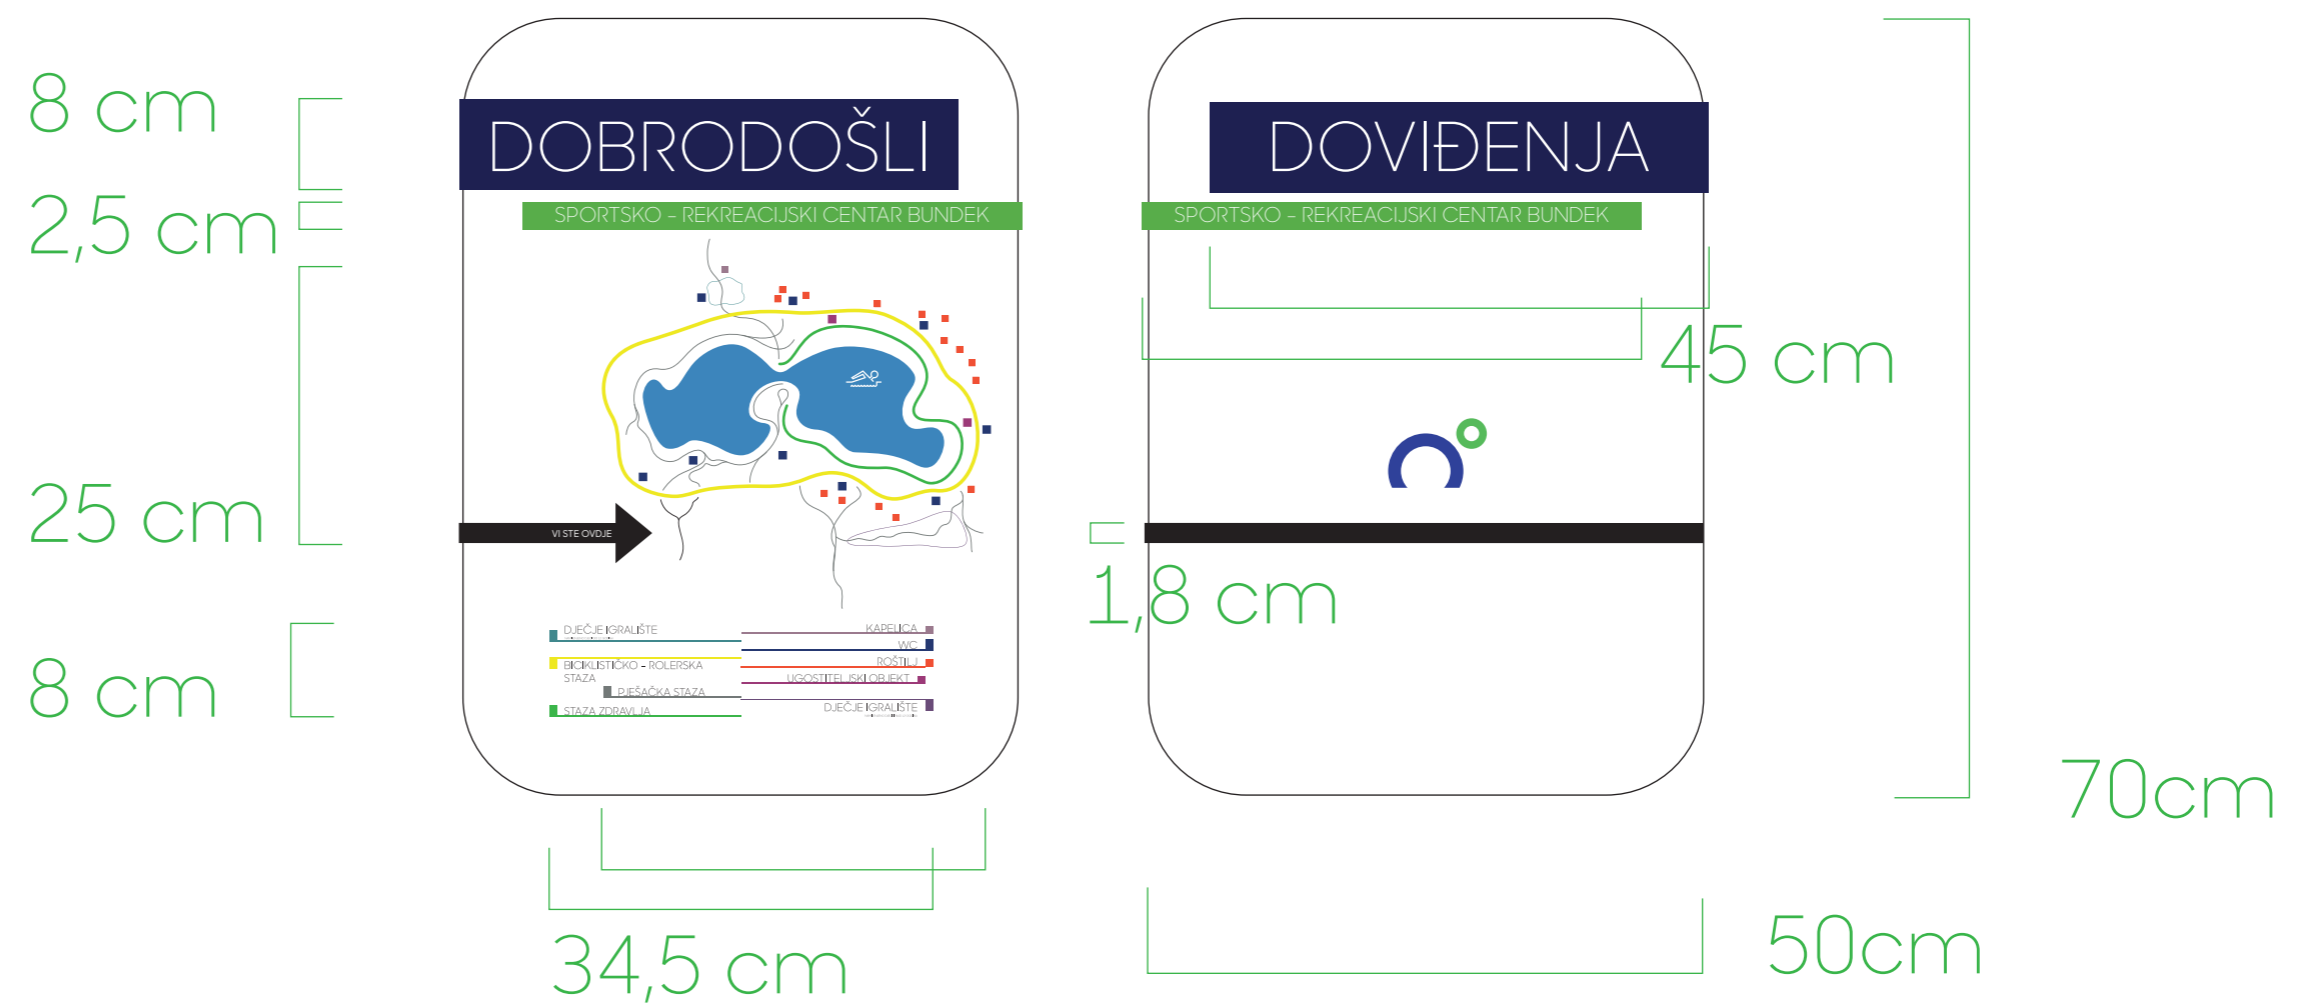 8 cm
2,5 cm
25 cm
8 cm
DOBRODOŠLI
SPORTSKO – REKREACIJSKI CENTAR BUNDEK
VI STE OVDJE
DJEČJE IGRALIŠTE
BICIKLISTIČKO – ROLERSKA
STAZA
PJEŠAČKA STAZA
STAZA ZDRAVLJA
KAPELICA
WC
ROŠTILJ
UGOSTITELJSKI OBJEKT
DJEČJE IGRALIŠTE
34,5 cm
DOVIĐENJA
SPORTSKO – REKREACIJSKI CENTAR BUNDEK
45 cm
1,8 cm
70cm
50cm